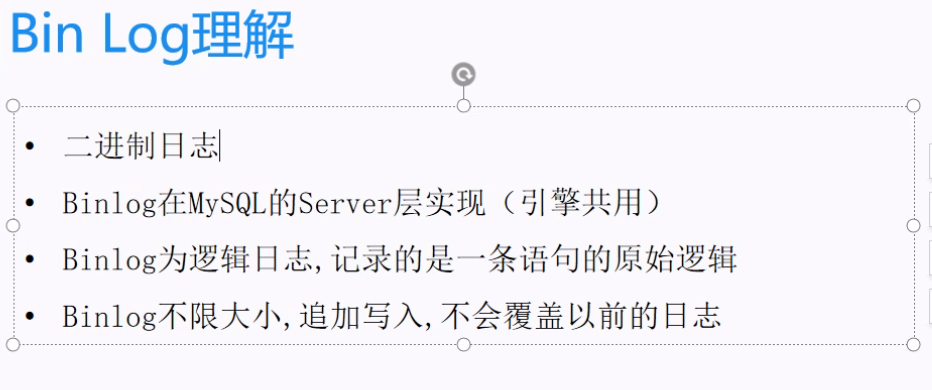 Bin Log理解
• 二进制日志
• Binlog在MySQL的Server层实现（引擎共用）
• Binlog为逻辑日志,记录的是一条语句的原始逻辑
• Binlog不限大小,追加写入,不会覆盖以前的日志